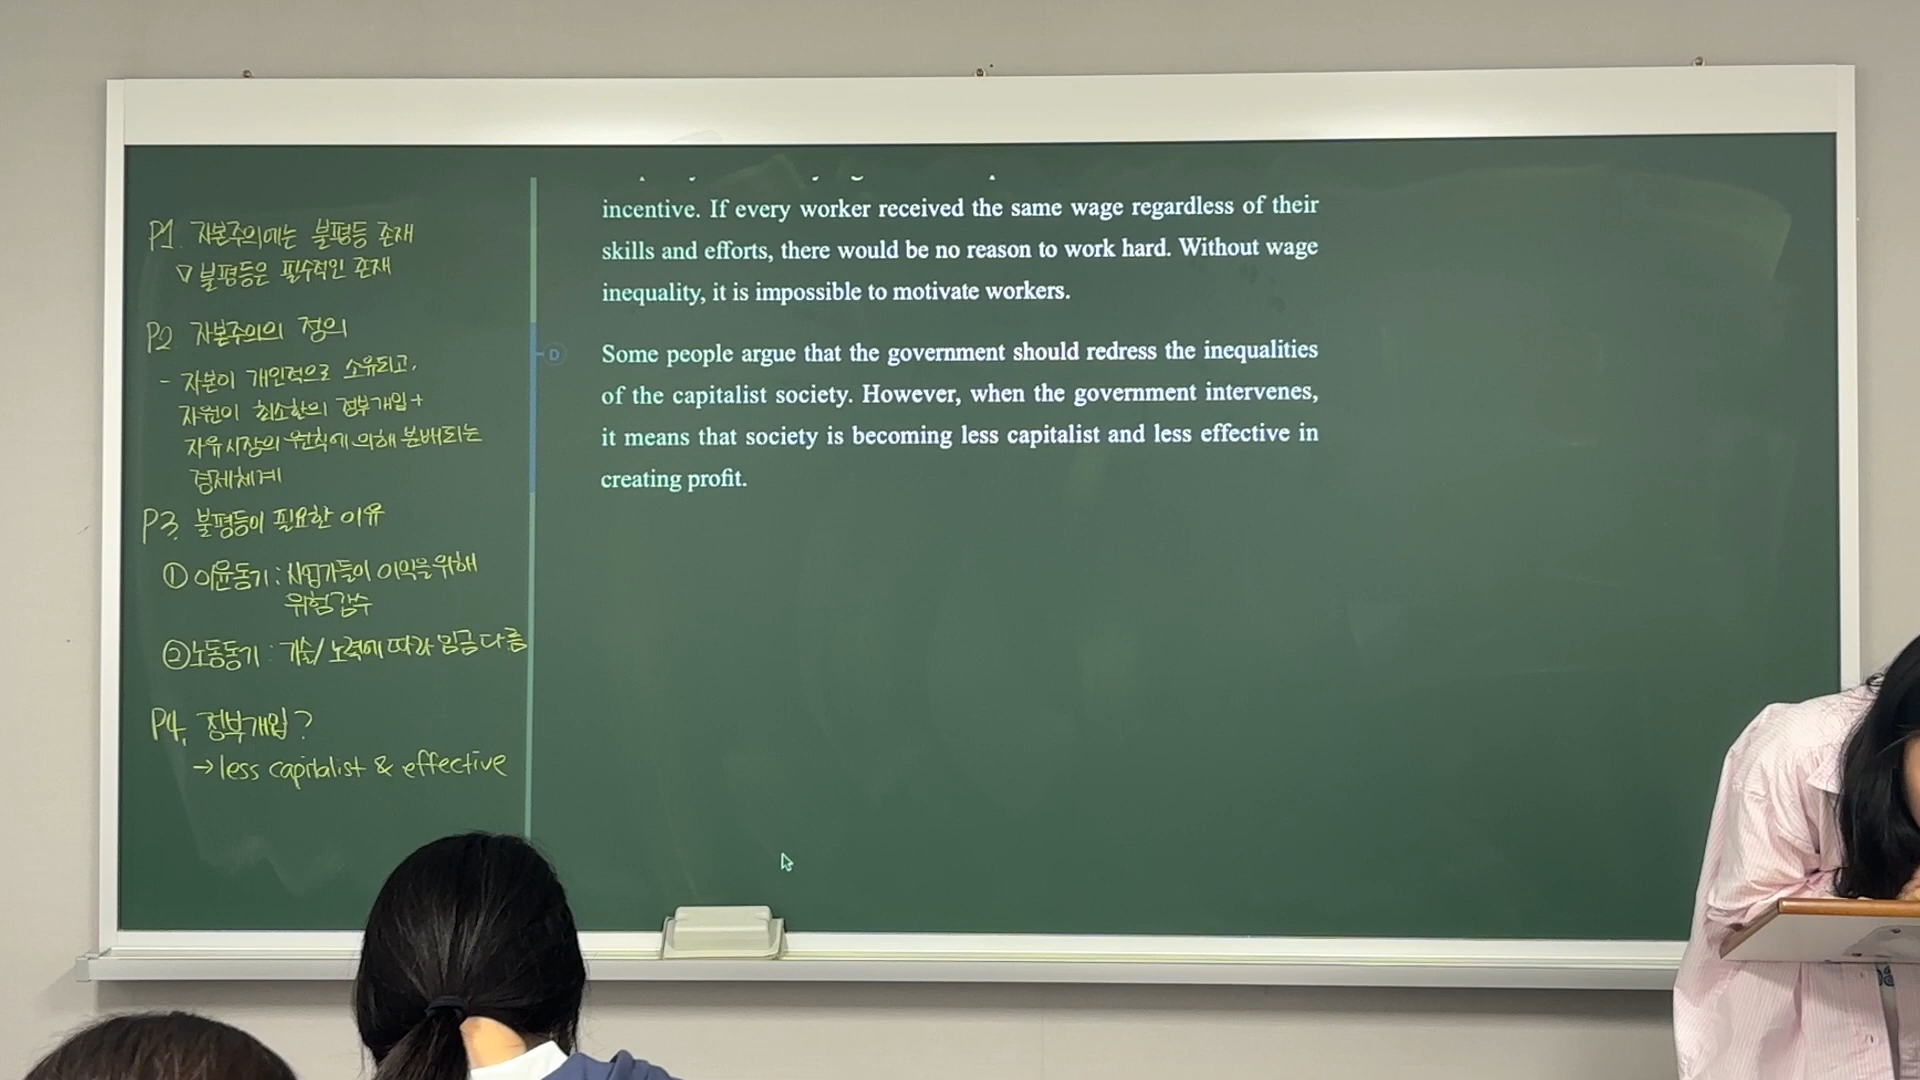 P1. 자본주의에는 불평등 존재
▽ 불평등은 필수적인 존재
P2 자본주의의 정의
- 자본이 개인적으로 소유되고,
자원이 최소한의 정부개입+
자유시장의 원칙에 의해 분배되는
경제체계
P3. 불평등이 필요한 이유
① 이윤동기 : 사업가들이 이익을 위해
위험감수
② 노동동기 : 기술/노력에 따라 임금 다름
P4. 정부개입?
→ less capitalist & effective
incentive. If every worker received the same wage regardless of their
skills and efforts, there would be no reason to work hard. Without wage
inequality, it is impossible to motivate workers.
D
Some people argue that the government should redress the inequalities
of the capitalist society. However, when the government intervenes,
it means that society is becoming less capitalist and less effective in
creating profit.